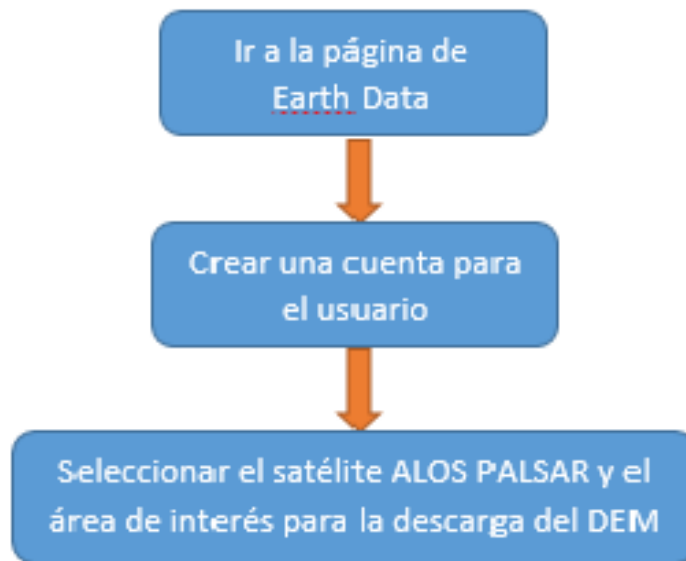 Ir a la página de
Earth Data
Crear una cuenta para
el usuario
Seleccionar el satélite ALOS PALSAR y el
área de interés para la descarga del DEM